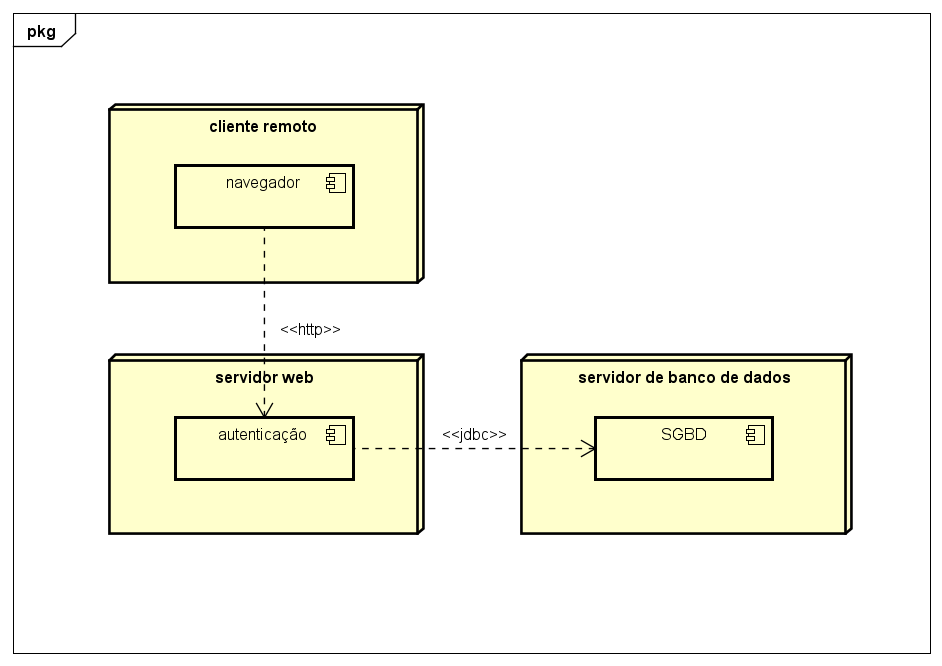 pkg
cliente remoto
navegador
<<http>>
servidor web
autenticação
<<jdbc>>
servidor de banco de dados
SGBD